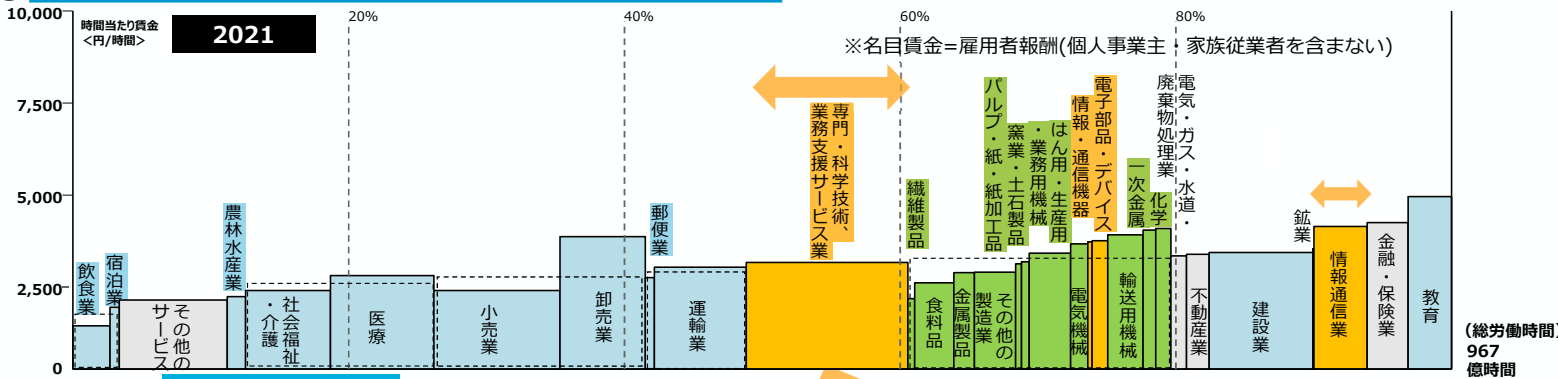 10,000
7,500
5,000
2,500
0
時間当たり賃金
<円/時間>
2021
20%
40%
60%
80%
※名目賃金=雇用者報酬(個人事業主・家族従業者を含まない)
飲食業
宿泊業
その他の
サービス
農林水産業
社会福祉
・介護
医療
小売業
卸売業
郵便業
運輸業
専門・科学技術、
業務支援サービス業
繊維製品
食料品
金属製品
その他の
製造業
パルプ・紙・紙加工品
窯業・土石製品
はん用・生産用
・業務用機械
電気機械
情報・通信機器
電子部品・デバイス
輸送用機械
一次金属
化学
電気・ガス・水道・
廃棄物処理業
不動産業
建設業
鉱業
情報通信業
金融・保険業
教育
(総労働時間)
967
億時間